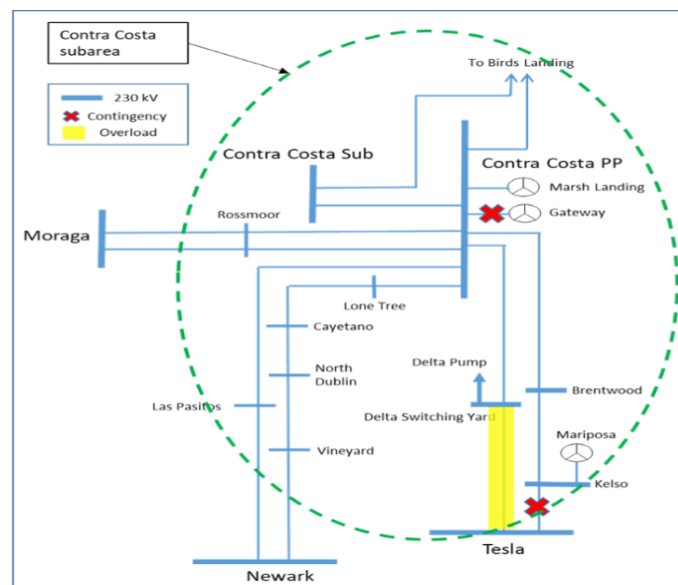 Contra Costa
subarea
To Birds Landing
230 kV
Contingency
Overload
Contra Costa Sub
Contra Costa PP
Marsh Landing
Gateway
Rossmoor
Moraga
Lone Tree
Cayetano
Delta Pump
North
Dublin
Brentwood
Las Pasitos
Delta Switching Yard
Mariposa
Vineyard
Kelso
Tesla
Newark